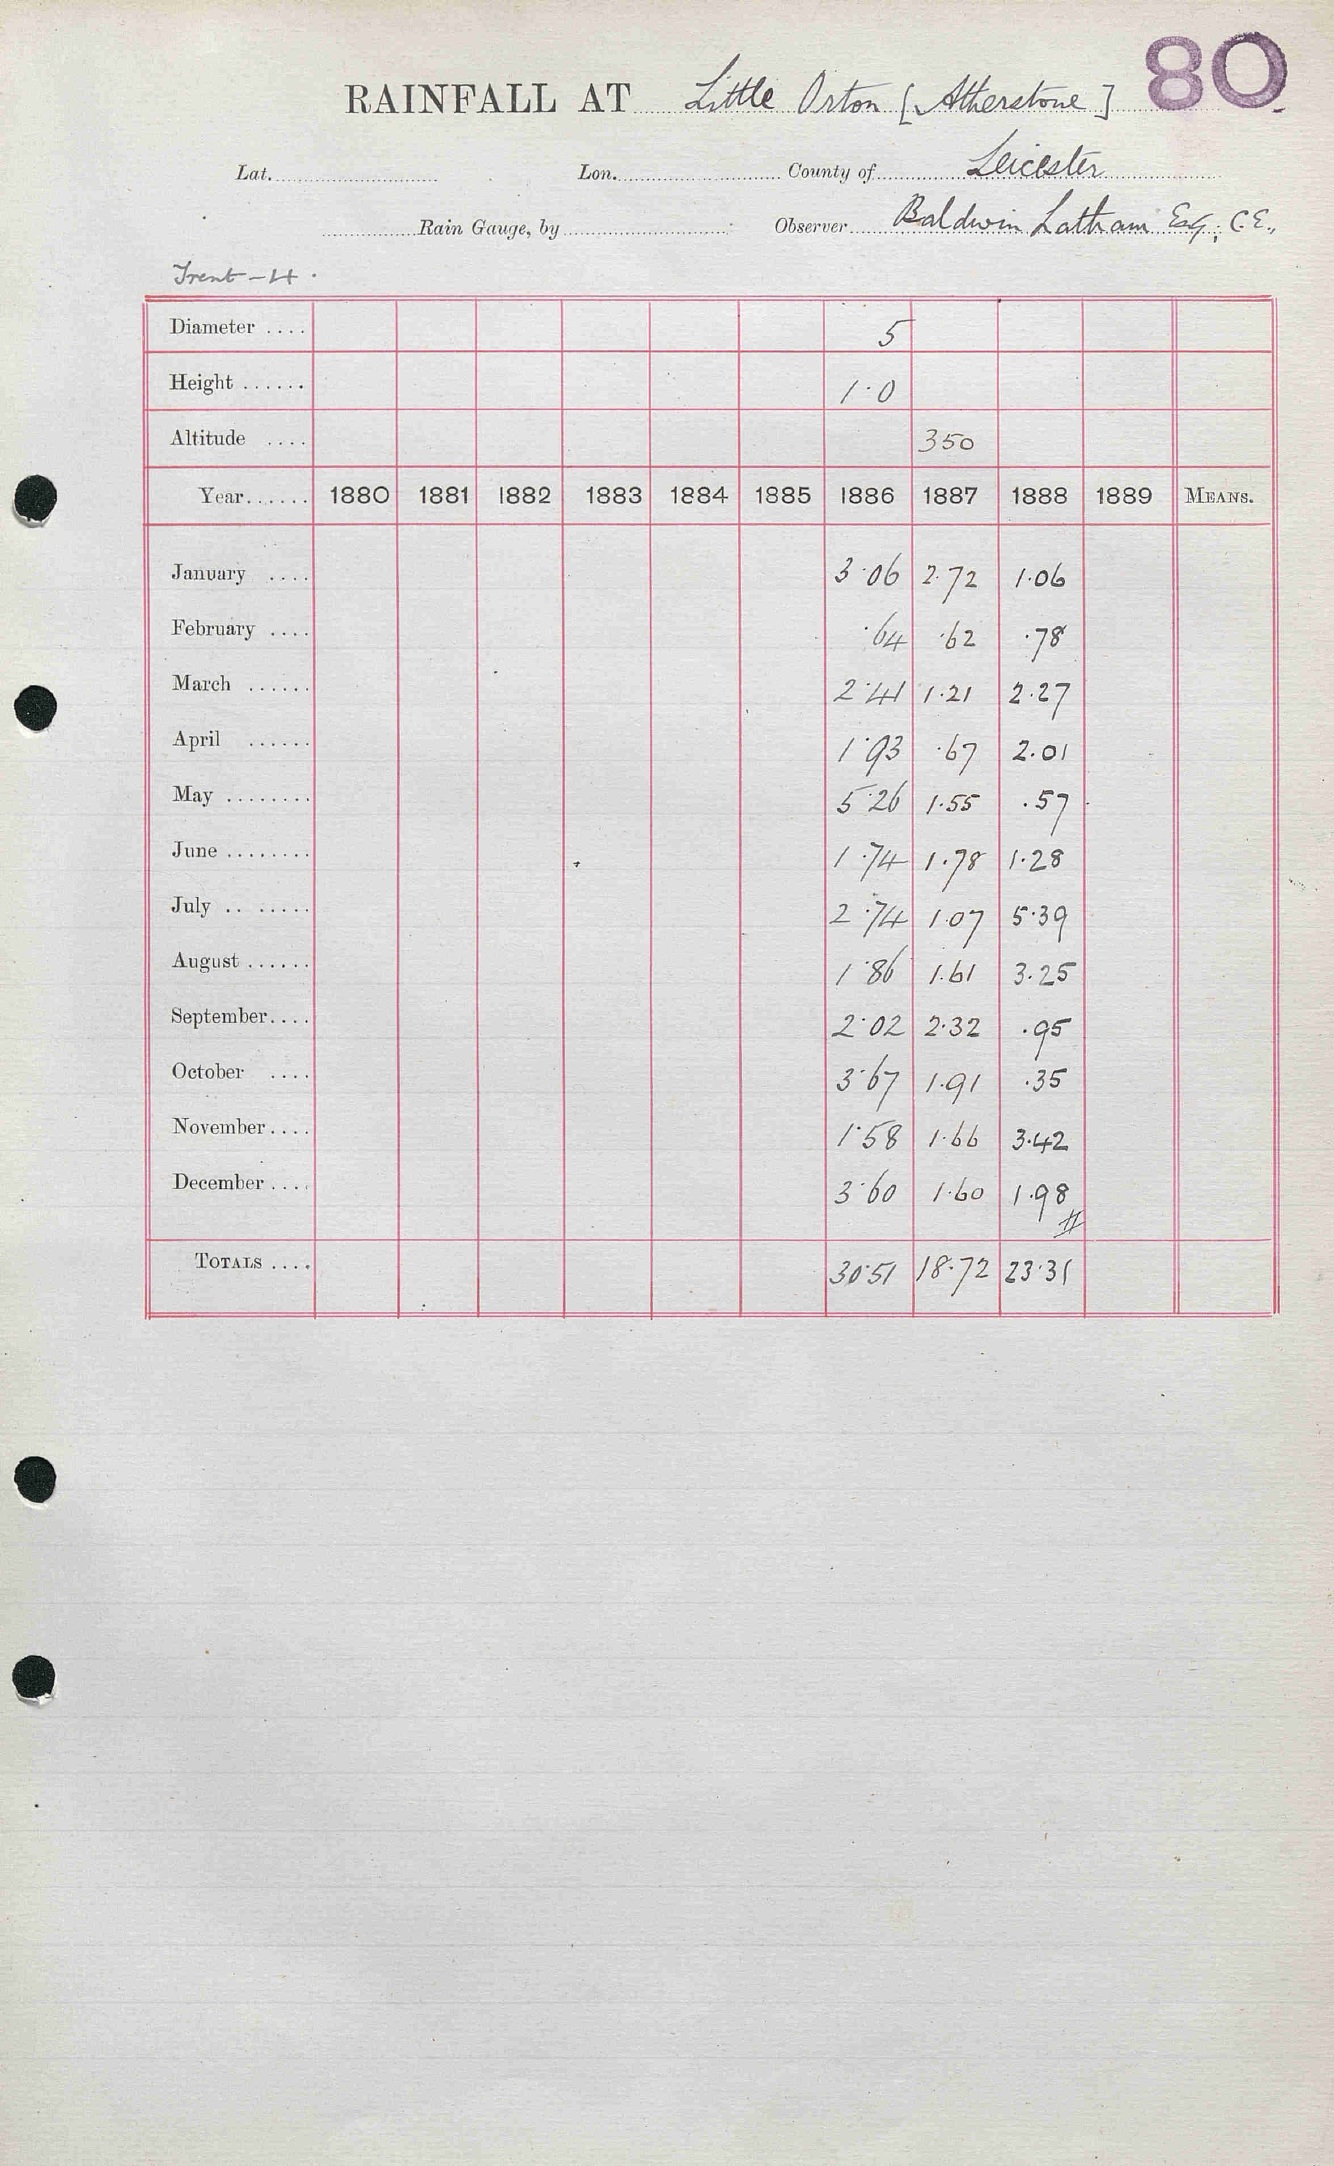 80
RAINFALL AT Little Orton [Atherstone]
Lat. Lon. County of Leicester
Rain Gauge, by Observer Baldwin Latham Esq, C.E.,
Trent-4.
Diameter .... 5
Height ...... 1.0
Altitude .... 350
Year...... 1880 1881 1882 1883 1884 1885 1886 1887 1888 1889 MEANS.
January .... 3.06 2.72 1.06
February .... .64 .62 .78
March ...... 2.41 1.21 2.27
April ...... 1.93 .67 2.01
May ........ 5.26 1.55 .57
June ........ 1.74 1.78 1.28
July .. ..... 2.74 1.07 5.39
August ...... 1.86 1.61 3.25
September.... 2.02 2.32 .95
October .... 3.67 1.91 .35
November.... 1.58 1.66 3.42
December .... 3.60 1.60 1.98
TOTALS .... 30.51 18.72 23.31